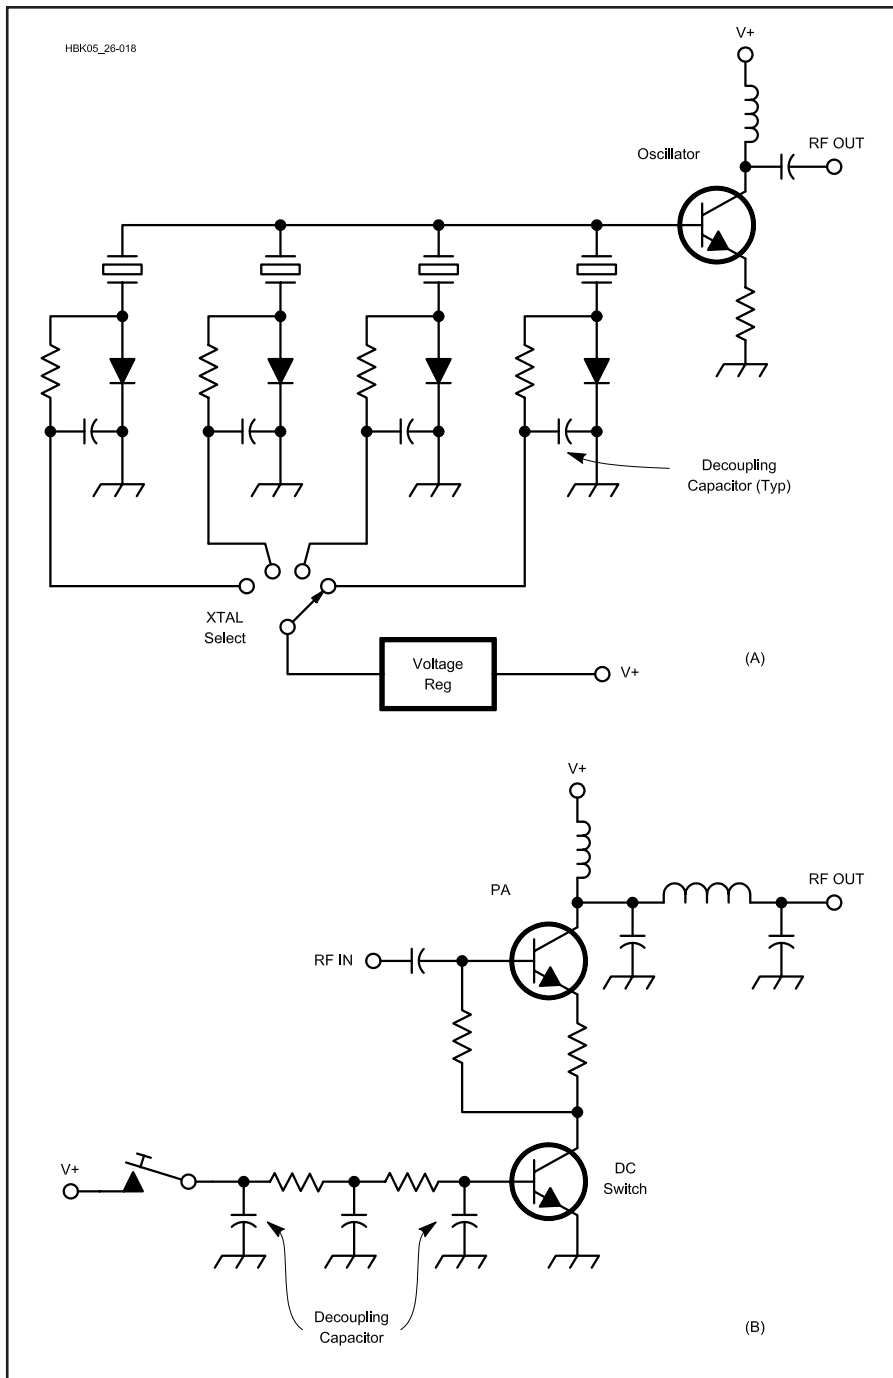 HBK05_26-018
V+
RF OUT
Oscillator
Decoupling
Capacitor (Typ)
XTAL
Select
Voltage
Reg
V+
(A)
V+
PA
RF OUT
RF IN
V+
DC
Switch
Decoupling
Capacitor
(B)